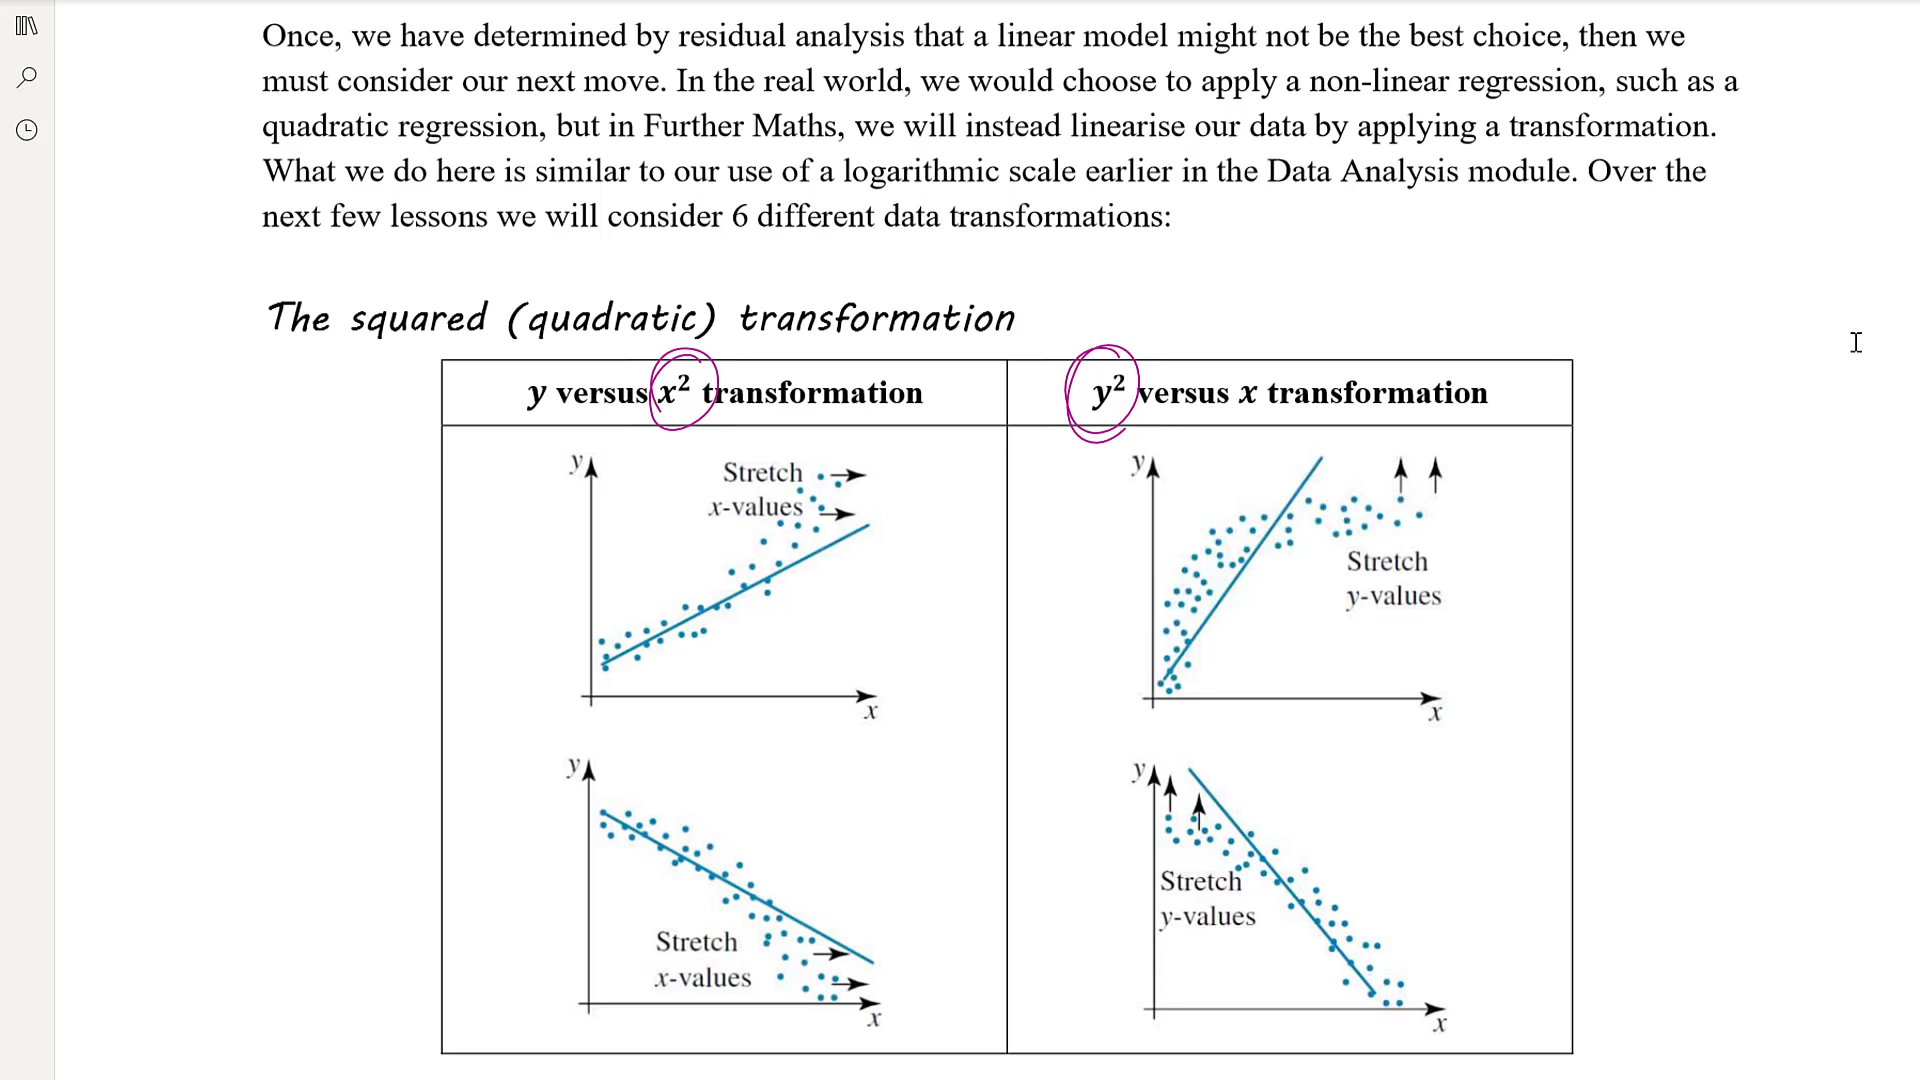 Once, we have determined by residual analysis that a linear model might not be the best choice, then we
must consider our next move. In the real world, we would choose to apply a non-linear regression, such as a
quadratic regression, but in Further Maths, we will instead linearise our data by applying a transformation.
What we do here is similar to our use of a logarithmic scale earlier in the Data Analysis module. Over the
next few lessons we will consider 6 different data transformations:
The squared (quadratic) transformation
y versus x² transformation
y² versus x transformation
y
Stretch
x-values
x
y
Stretch
y-values
x
y
Stretch
x-values
x
y
Stretch
y-values
x